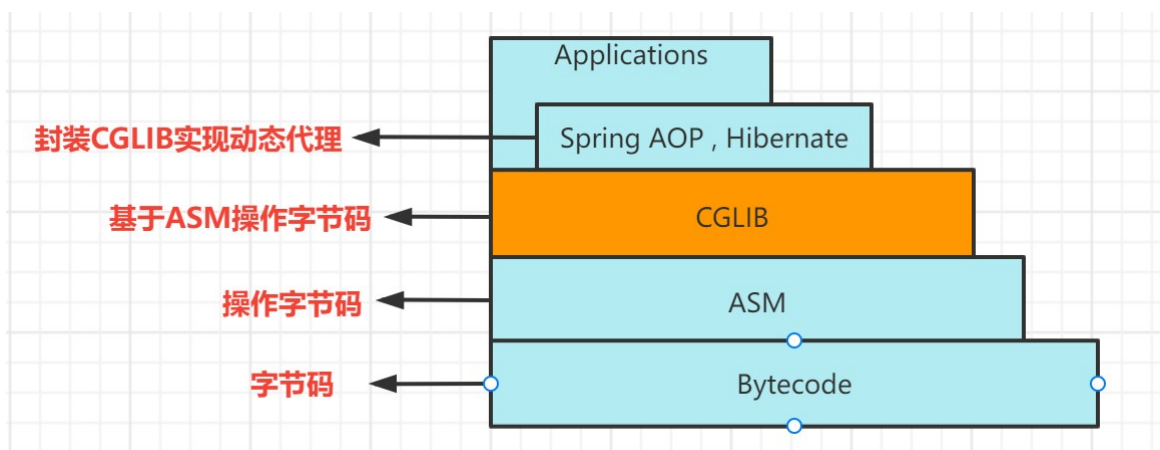 Applications
封装CGLIB实现动态代理
Spring AOP , Hibernate
基于ASM操作字节码
CGLIB
操作字节码
ASM
字节码
Bytecode